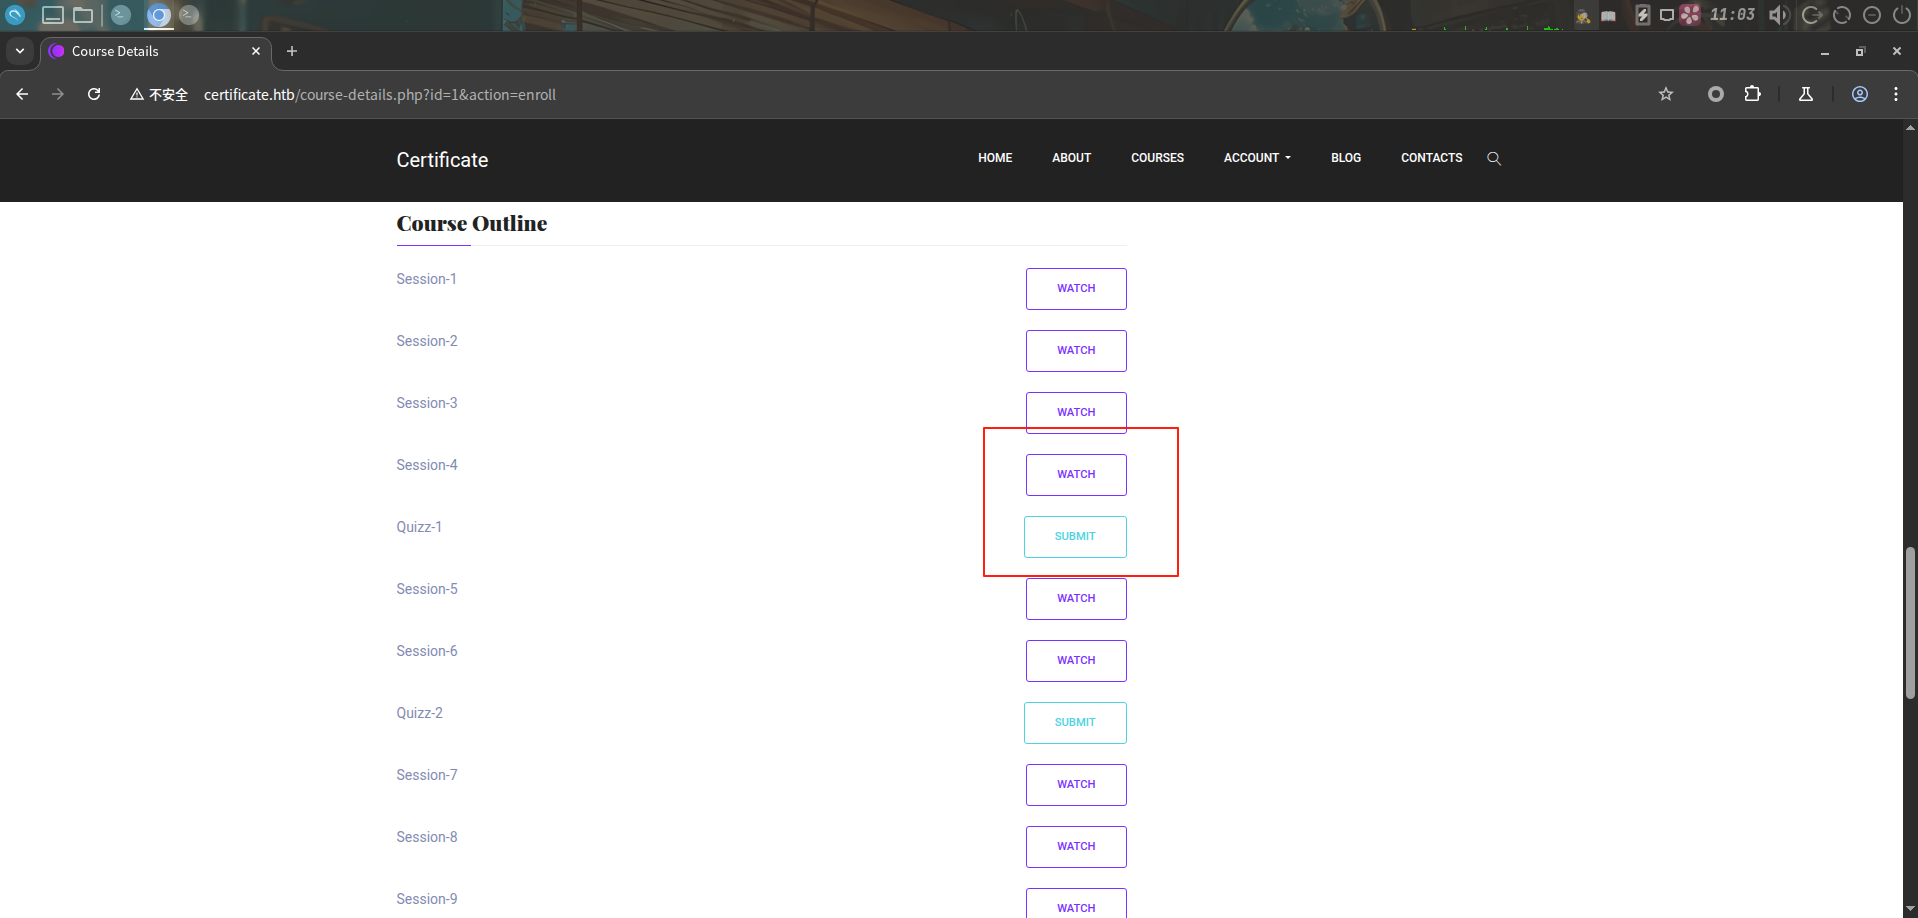 11:03
Course Details
不安全 certificate.htb/course-details.php?id=1&action=enroll
Certificate HOME ABOUT COURSES ACCOUNT BLOG CONTACTS
Course Outline
Session-1 WATCH
Session-2 WATCH
Session-3 WATCH
Session-4 WATCH
Quizz-1 SUBMIT
Session-5 WATCH
Session-6 WATCH
Quizz-2 SUBMIT
Session-7 WATCH
Session-8 WATCH
Session-9 WATCH